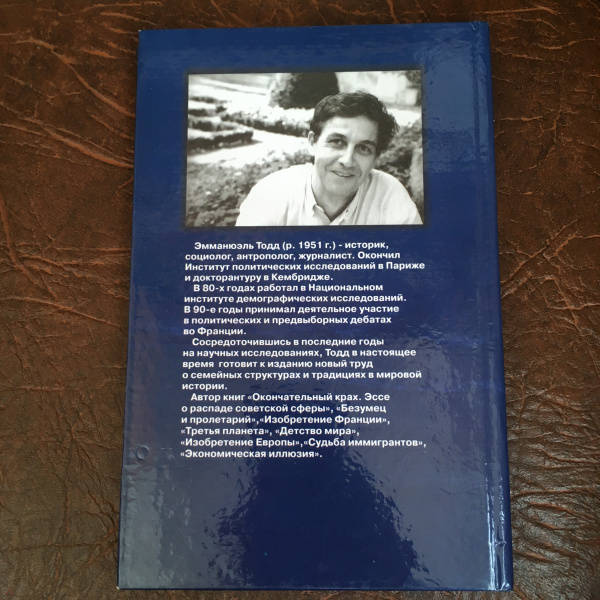 Эммануэль Тодд (р. 1951 г.) - историк,
социолог, антрополог, журналист. Окончил
Институт политических исследований в Париже
и докторантуру в Кембридже.
В 80-х годах работал в Национальном
институте демографических исследований.
В 90-е годы принимал деятельное участие
в политических и предвыборных дебатах
во Франции.
Сосредоточившись в последние годы
на научных исследованиях, Тодд в настоящее
время готовит к изданию новый труд
о семейных структурах и традициях в мировой
истории.
Автор книг «Окончательный крах. Эссе
о распаде советской сферы», «Безумец
и пролетарий»,«Изобретение Франции»,
«Третья планета», «Детство мира»,
«Изобретение Европы»,«Судьба иммигрантов»,
«Экономическая иллюзия».